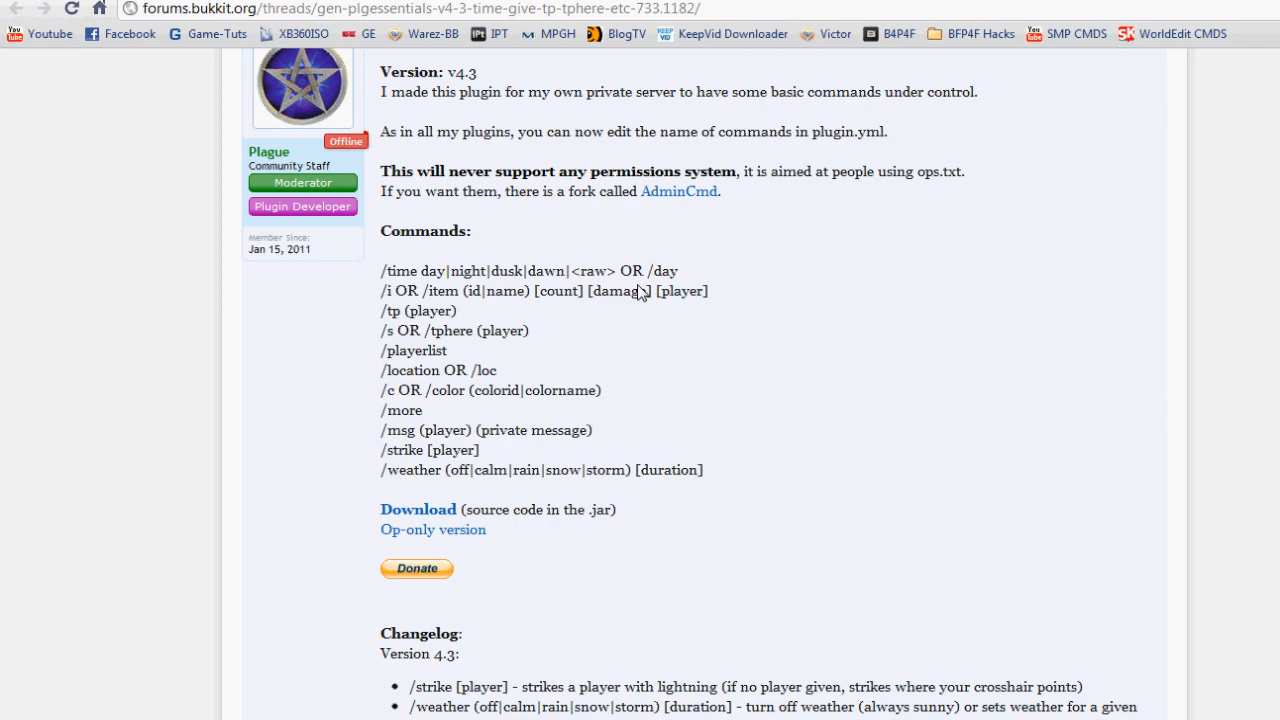 forums.bukkit.org/threads/gen-plgessentials-v4-3-time-give-tp-tphere-etc-733.1182/
Youtube Facebook Game-Tuts XB360ISO GE Warez-BB IPT MPGH BlogTV KeepVid Downloader Victor B4P4F BFP4F Hacks SMP CMDS WorldEdit CMDS
Offline
Plague
Community Staff
Moderator
Plugin Developer
Member Since:
Jan 15, 2011
Version: v4.3
I made this plugin for my own private server to have some basic commands under control.
As in all my plugins, you can now edit the name of commands in plugin.yml.
This will never support any permissions system, it is aimed at people using ops.txt.
If you want them, there is a fork called AdminCmd.
Commands:
/time day|night|dusk|dawn|<raw> OR /day
/i OR /item (id|name) [count] [damage] [player]
/tp (player)
/s OR /tphere (player)
/playerlist
/location OR /loc
/c OR /color (colorid|colorname)
/more
/msg (player) (private message)
/strike [player]
/weather (off|calm|rain|snow|storm) [duration]
Download (source code in the .jar)
Op-only version
Donate
Changelog:
Version 4.3:
• /strike [player] - strikes a player with lightning (if no player given, strikes where your crosshair points)
• /weather (off|calm|rain|snow|storm) [duration] - turn off weather (always sunny) or sets weather for a given